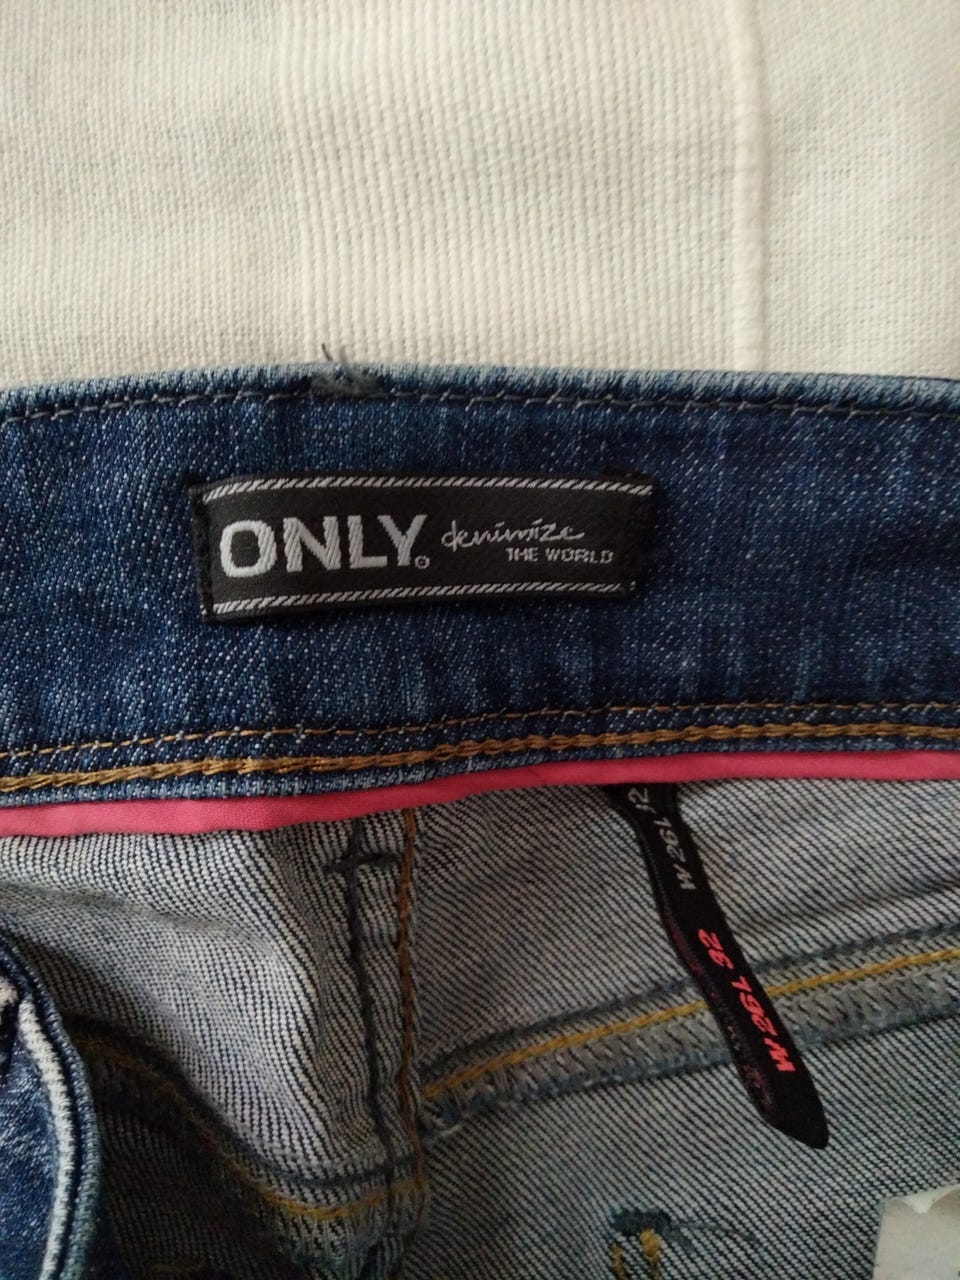 ONLY® denimize
THE WORLD
W 26L 32
W 26L 32